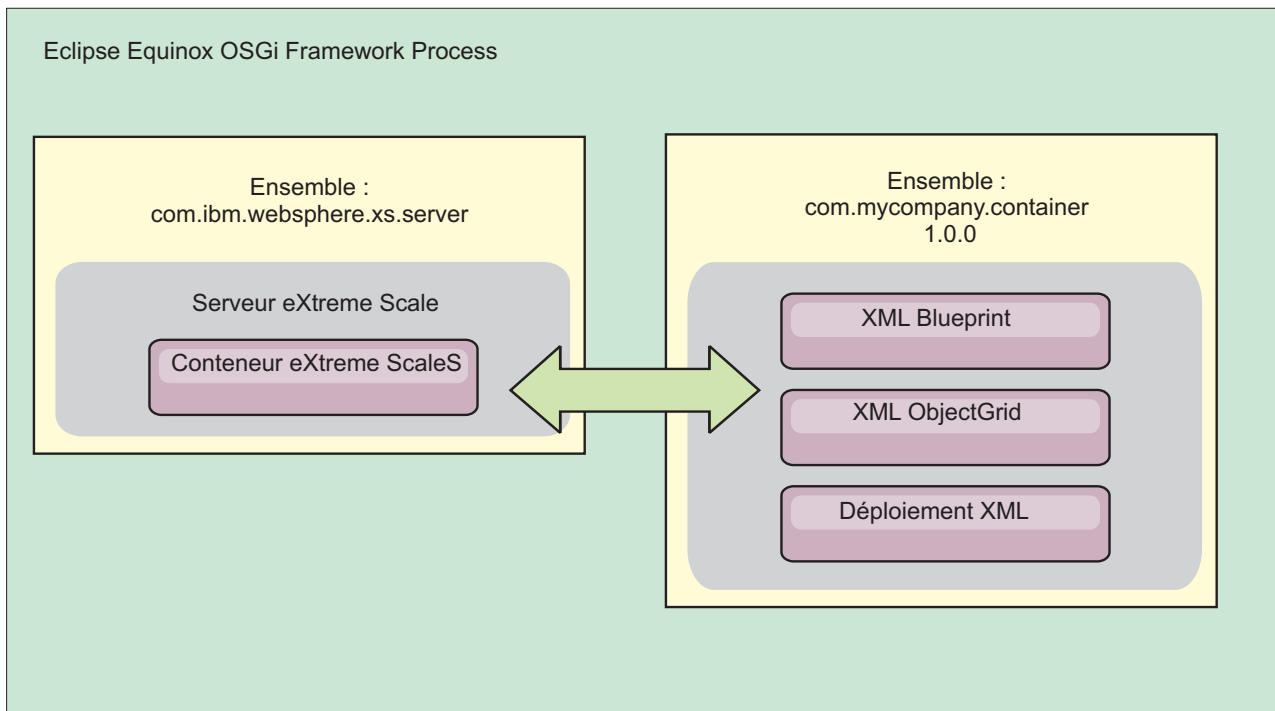 Eclipse Equinox OSGi Framework Process
Ensemble :
com.ibm.websphere.xs.server
Serveur eXtreme Scale
Conteneur eXtreme ScaleS
Ensemble :
com.mycompany.container
1.0.0
XML Blueprint
XML ObjectGrid
Déploiement XML